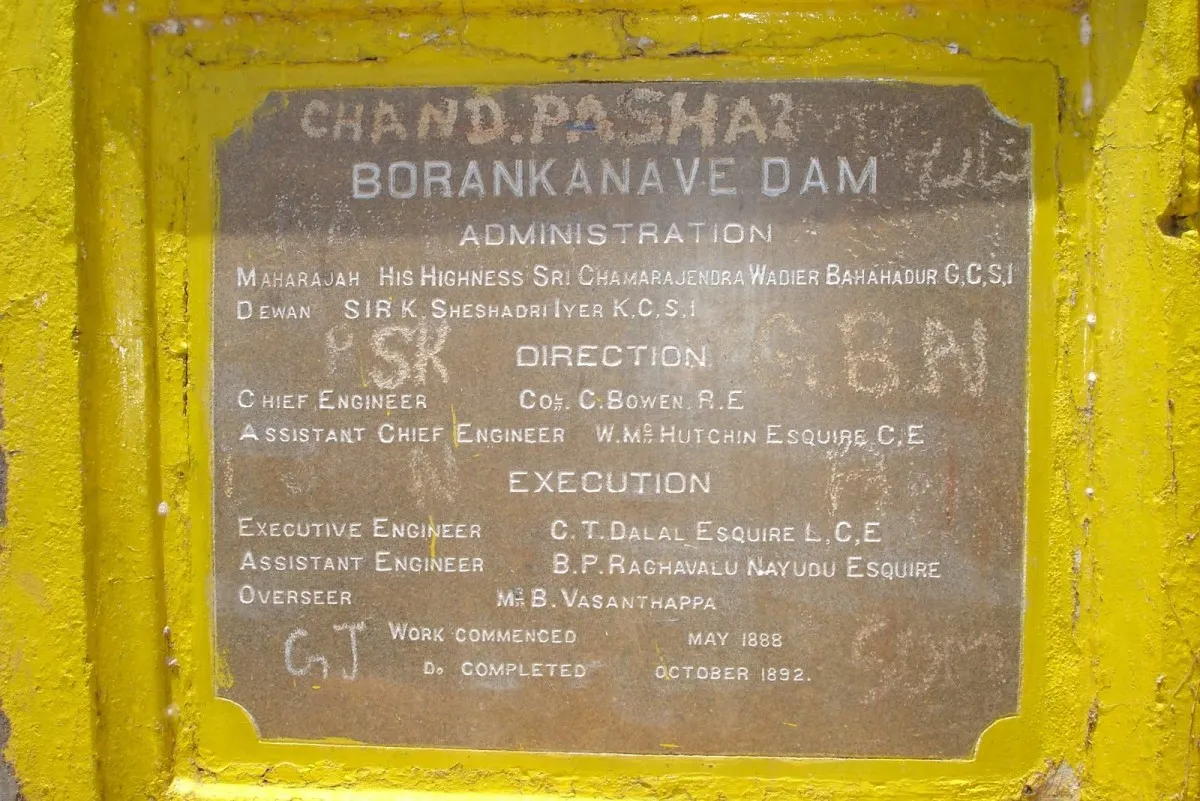 CHAND.PASHA
BORANKANAVE DAM
ADMINISTRATION
MAHARAJAH HIS HIGHNESS SRI CHAMARAJENDRA WADIER BAHAHADUR G,C,S,I
DEWAN SIR K. SHESHADRI IYER K.C.S.I
PSK
G.B.N
DIRECTION
CHIEF ENGINEER COL. C. BOWEN. R.E
ASSISTANT CHIEF ENGINEER W. MC HUTCHIN ESQUIRE. C,E
EXECUTION
EXECUTIVE ENGINEER C. T. DALAL ESQUIRE L,C,E
ASSISTANT ENGINEER B.P. RAGHAVALU NAYUDU ESQUIRE
OVERSEER MR B. VASANTHAPPA
GJ
WORK COMMENCED MAY 1888
DO COMPLETED OCTOBER 1892.